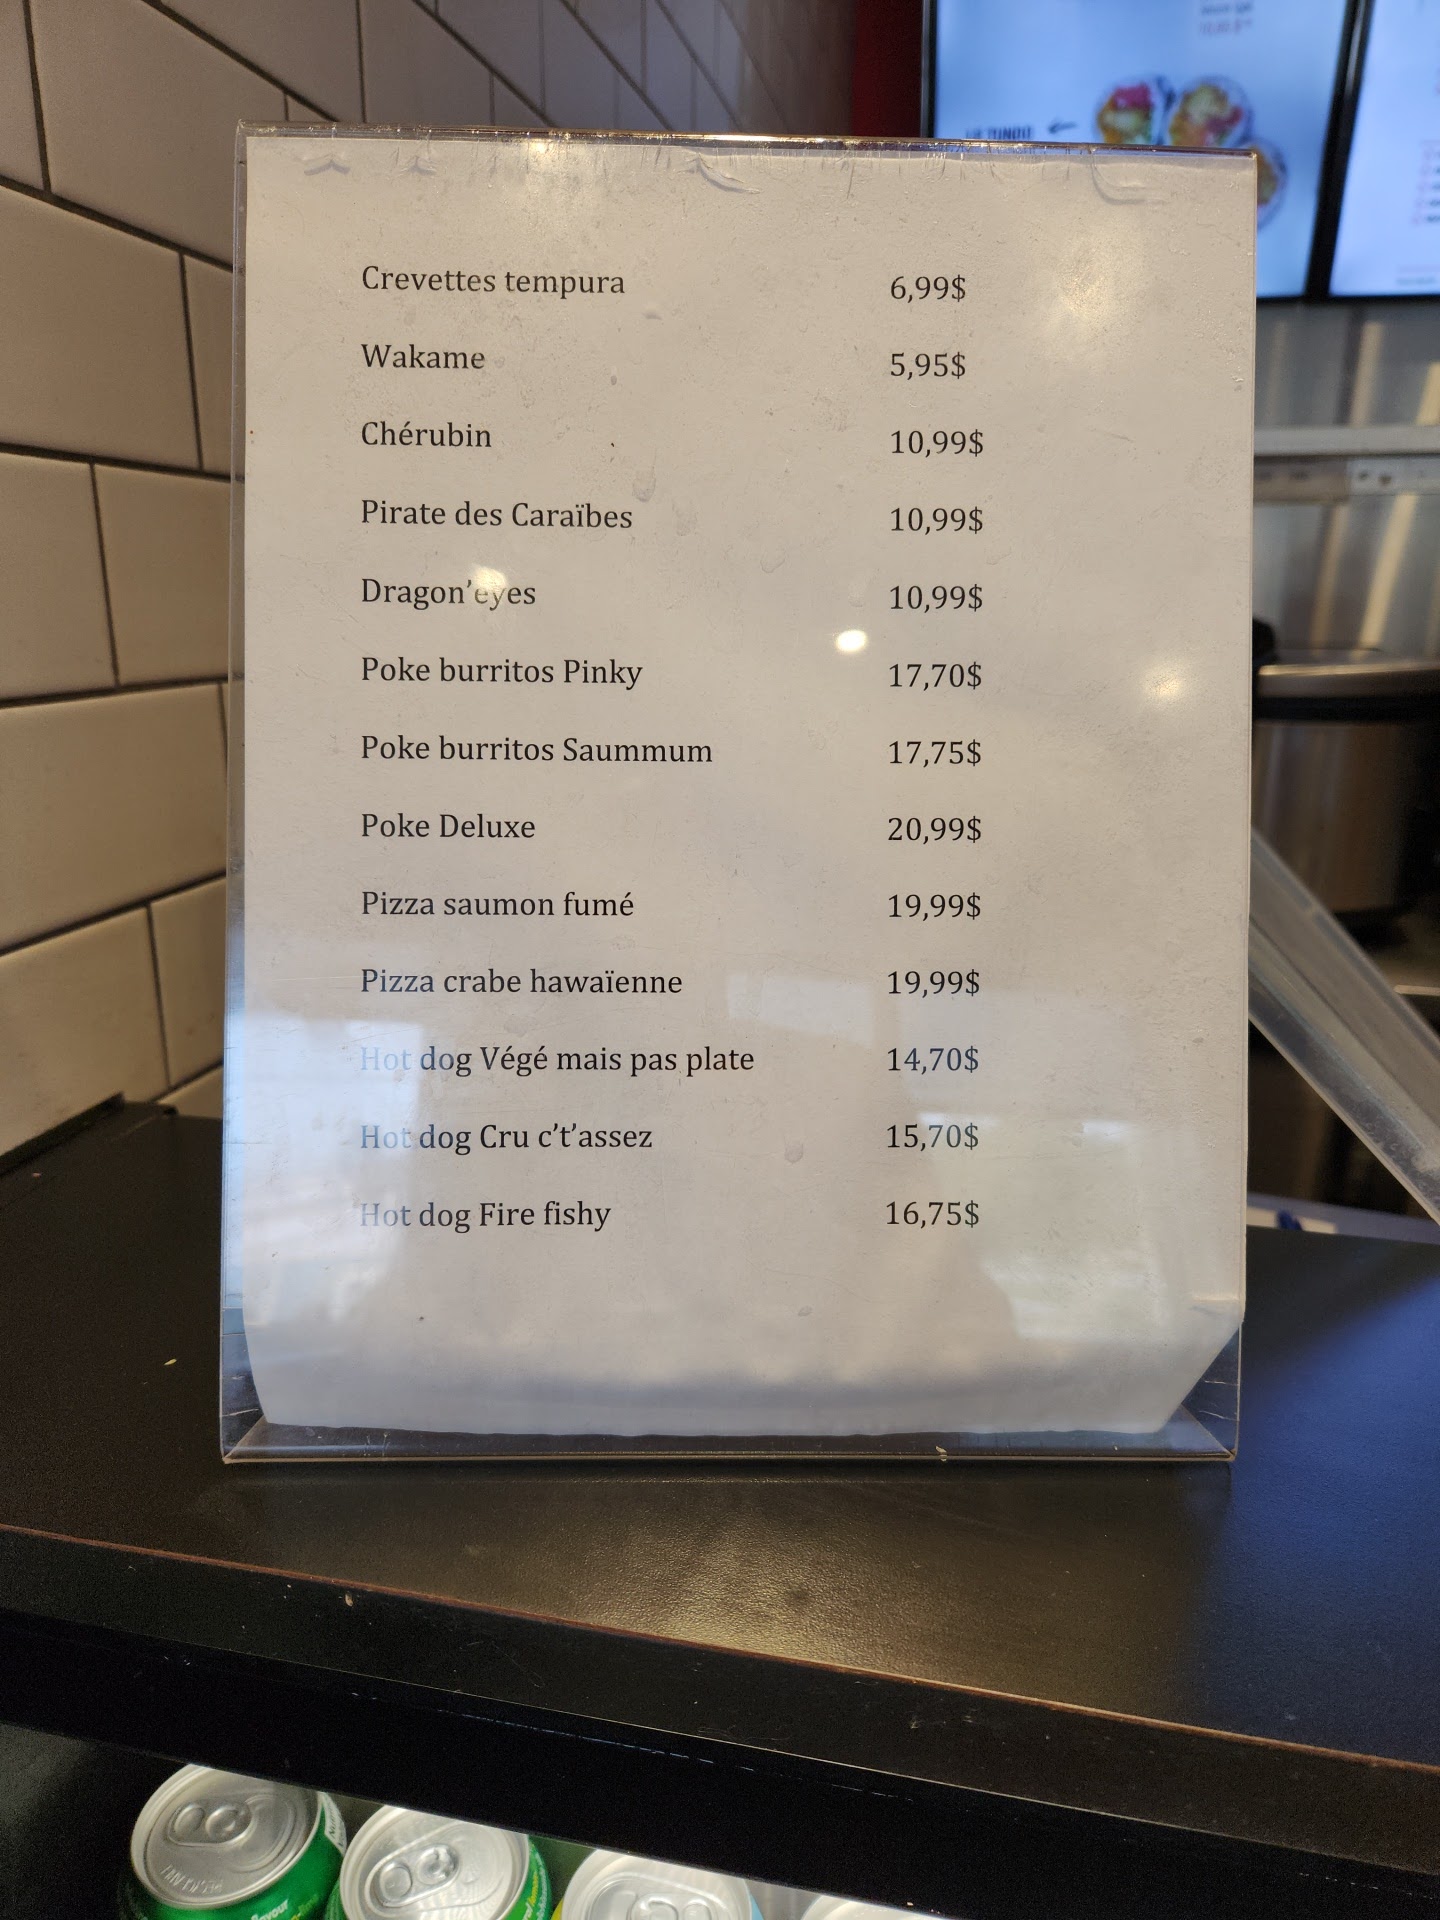 Crevettes tempura 6,99$
Wakame 5,95$
Chérubin 10,99$
Pirate des Caraïbes 10,99$
Dragon’eyes 10,99$
Poke burritos Pinky 17,70$
Poke burritos Saummum 17,75$
Poke Deluxe 20,99$
Pizza saumon fumé 19,99$
Pizza crabe hawaïenne 19,99$
Hot dog Végé mais pas plate 14,70$
Hot dog Cru c’t’assez 15,70$
Hot dog Fire fishy 16,75$